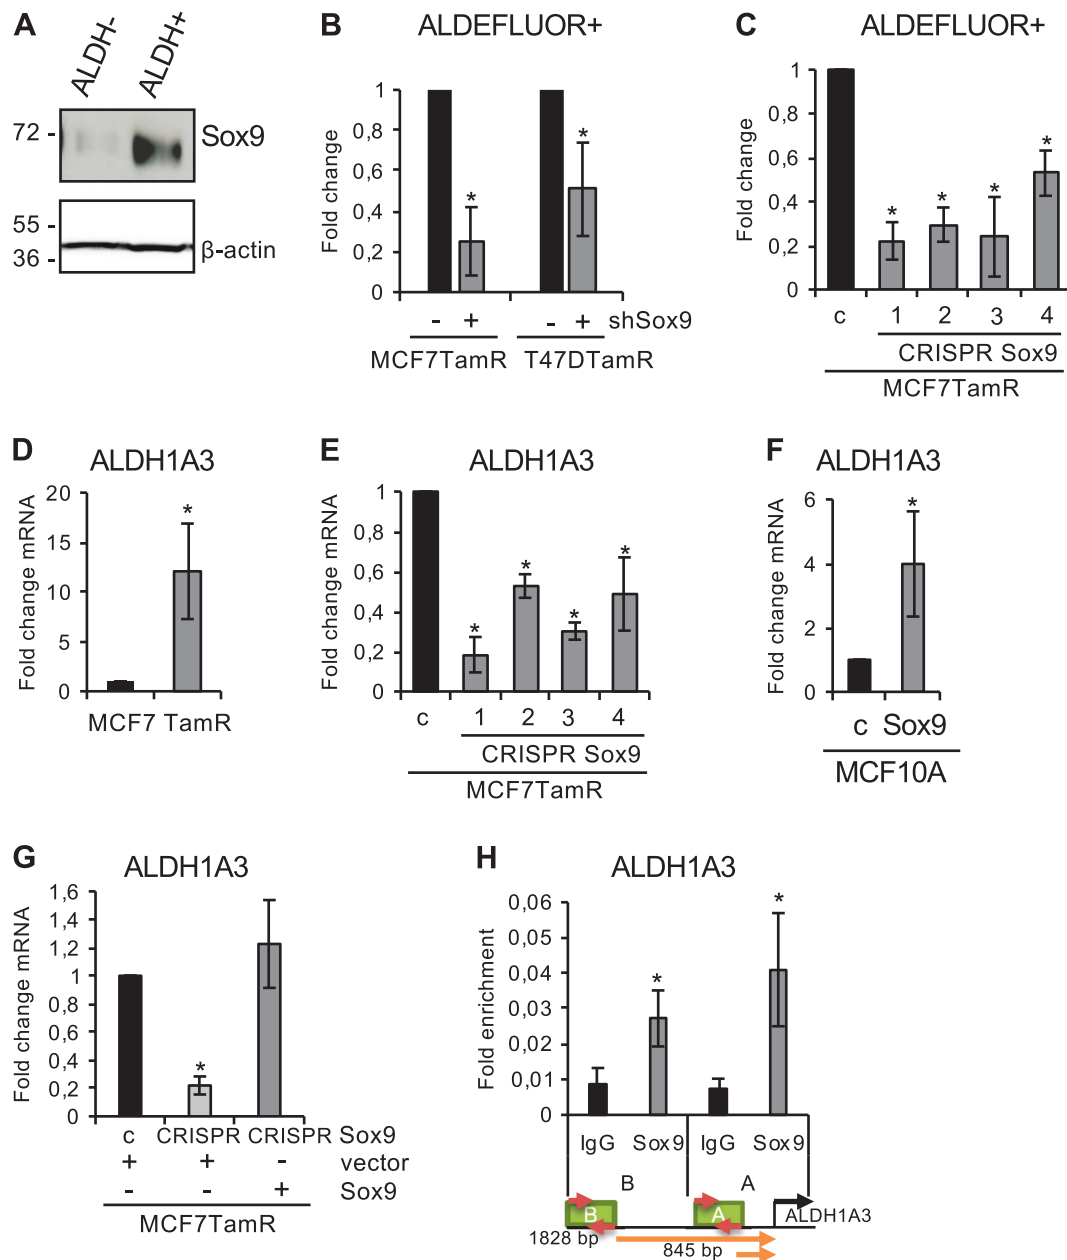 A
ALDH-
ALDH+
72 -
Sox9
55 -
36 -
β-actin
B
ALDEFLUOR+
Fold change
1
0,8
0,6
0,4
0,2
0
*
*
- + - + shSox9
MCF7TamR T47DTamR
C
ALDEFLUOR+
Fold change
1
0,8
0,6
0,4
0,2
0
* * * *
c 1 2 3 4
CRISPR Sox9
MCF7TamR
D
ALDH1A3
Fold change mRNA
20
15
10
5
0
*
MCF7 TamR
E
ALDH1A3
Fold change mRNA
1
0,8
0,6
0,4
0,2
0
* * * *
c 1 2 3 4
CRISPR Sox9
MCF7TamR
F
ALDH1A3
Fold change mRNA
6
4
2
0
*
c Sox9
MCF10A
G
ALDH1A3
Fold change mRNA
1,6
1,4
1,2
1
0,8
0,6
0,4
0,2
0
*
c CRISPR CRISPR Sox9
+ + - vector
- - + Sox9
MCF7TamR
H
ALDH1A3
Fold enrichment
0,06
0,05
0,04
0,03
0,02
0,01
0
* *
IgG Sox9 IgG Sox9
B A
B A ALDH1A3
1828 bp 845 bp